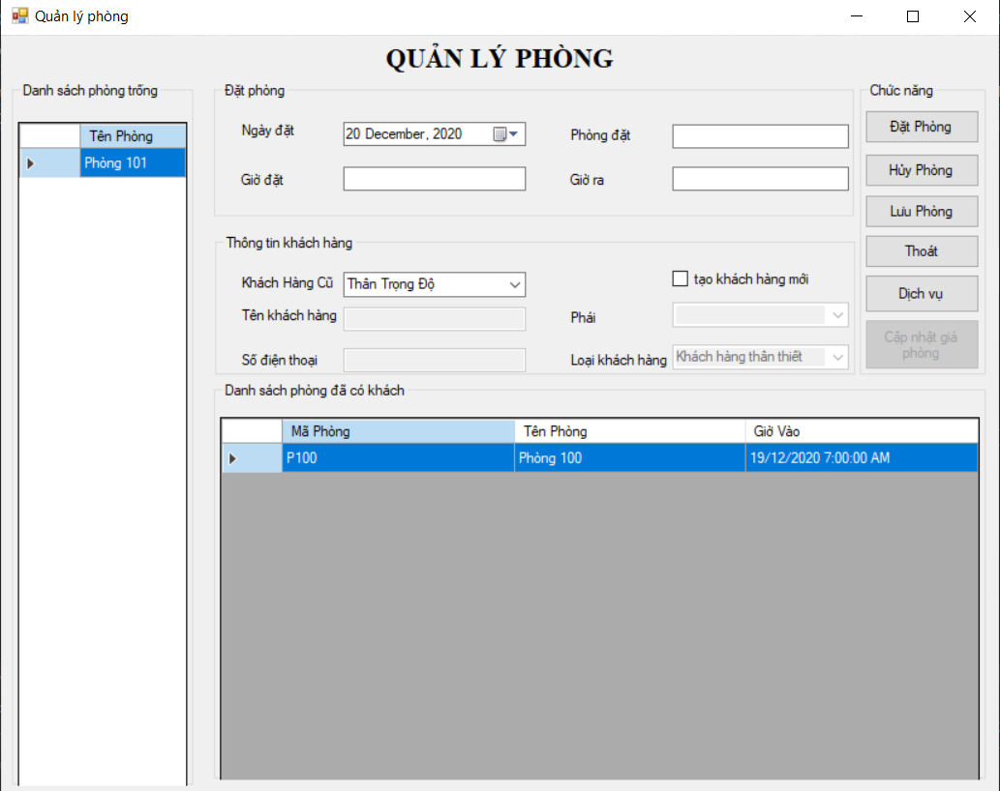 Quản lý phòng
QUẢN LÝ PHÒNG
Danh sách phòng trống
Tên Phòng
Phòng 101
Đặt phòng
Ngày đặt
20 December, 2020
Phòng đặt
Giờ đặt
Giờ ra
Thông tin khách hàng
Khách Hàng Cũ
Thân Trọng Độ
tạo khách hàng mới
Tên khách hàng
Phái
Số điện thoại
Loại khách hàng
Khách hàng thân thiết
Chức năng
Đặt Phòng
Hủy Phòng
Lưu Phòng
Thoát
Dịch vụ
Cập nhật giá
phòng
Danh sách phòng đã có khách
Mã Phòng
Tên Phòng
Giờ Vào
P100
Phòng 100
19/12/2020 7:00:00 AM